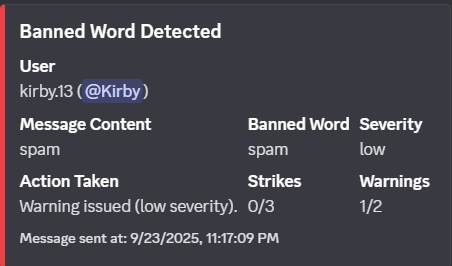 Banned Word Detected
User
kirby.13 (@Kirby)
Message Content Banned Word Severity
spam spam low
Action Taken Strikes Warnings
Warning issued (low severity). 0/3 1/2
Message sent at: 9/23/2025, 11:17:09 PM